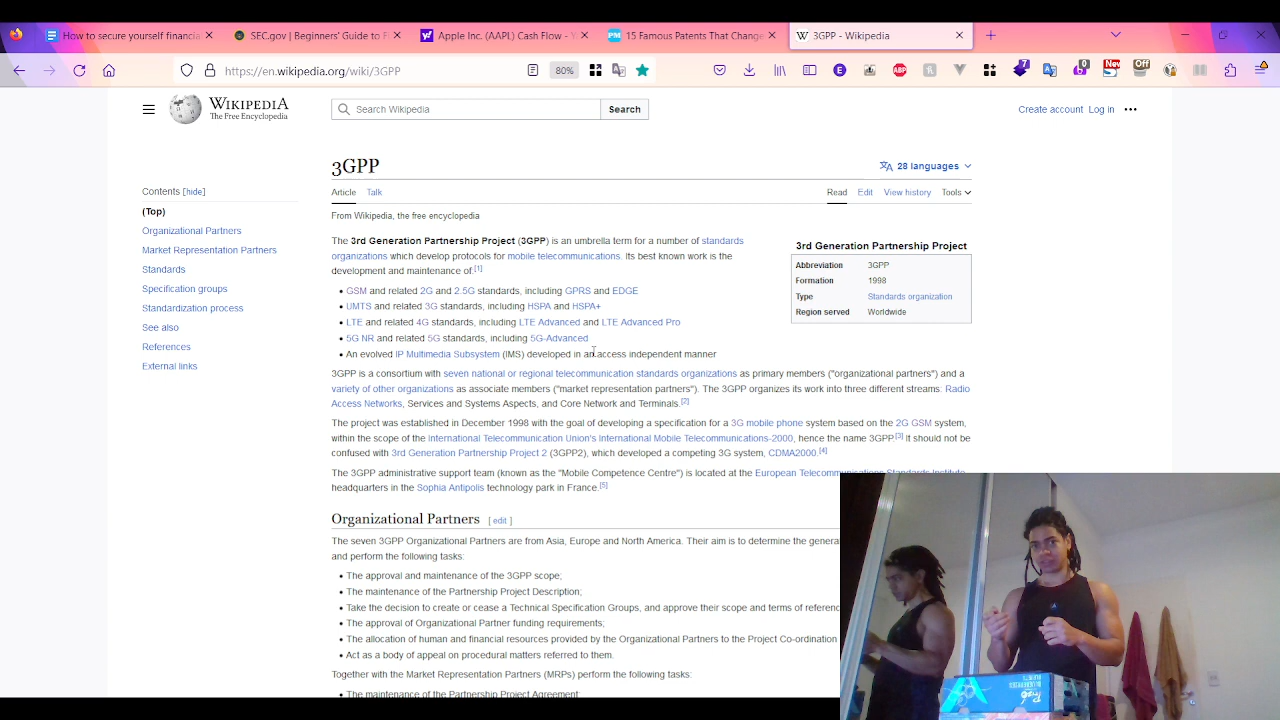 How to secure yourself financia
SEC.gov | Beginners' Guide to Fi
Apple Inc. (AAPL) Cash Flow - Y
15 Famous Patents That Change
3GPP - Wikipedia
https://en.wikipedia.org/wiki/3GPP
80%
New
Off
WIKIPEDIA
The Free Encyclopedia
Search Wikipedia
Search
Create account Log in
3GPP
28 languages
Article Talk
Read Edit View history Tools
From Wikipedia, the free encyclopedia
Contents [hide]
(Top)
Organizational Partners
Market Representation Partners
Standards
Specification groups
Standardization process
See also
References
External links
The 3rd Generation Partnership Project (3GPP) is an umbrella term for a number of standards
organizations which develop protocols for mobile telecommunications. Its best known work is the
development and maintenance of:[1]
• GSM and related 2G and 2.5G standards, including GPRS and EDGE
• UMTS and related 3G standards, including HSPA and HSPA+
• LTE and related 4G standards, including LTE Advanced and LTE Advanced Pro
• 5G NR and related 5G standards, including 5G-Advanced
• An evolved IP Multimedia Subsystem (IMS) developed in an access independent manner
3rd Generation Partnership Project
Abbreviation 3GPP
Formation 1998
Type Standards organization
Region served Worldwide
3GPP is a consortium with seven national or regional telecommunication standards organizations as primary members ("organizational partners") and a
variety of other organizations as associate members ("market representation partners"). The 3GPP organizes its work into three different streams: Radio
Access Networks, Services and Systems Aspects, and Core Network and Terminals.[2]
The project was established in December 1998 with the goal of developing a specification for a 3G mobile phone system based on the 2G GSM system,
within the scope of the International Telecommunication Union's International Mobile Telecommunications-2000, hence the name 3GPP.[3] It should not be
confused with 3rd Generation Partnership Project 2 (3GPP2), which developed a competing 3G system, CDMA2000.[4]
The 3GPP administrative support team (known as the "Mobile Competence Centre") is located at the European Telecommunications Standards Institute
headquarters in the Sophia Antipolis technology park in France.[5]
Organizational Partners [ edit ]
The seven 3GPP Organizational Partners are from Asia, Europe and North America. Their aim is to determine the genera
and perform the following tasks:
• The approval and maintenance of the 3GPP scope;
• The maintenance of the Partnership Project Description;
• Take the decision to create or cease a Technical Specification Groups, and approve their scope and terms of referenc
• The approval of Organizational Partner funding requirements;
• The allocation of human and financial resources provided by the Organizational Partners to the Project Co-ordination
• Act as a body of appeal on procedural matters referred to them.
Together with the Market Representation Partners (MRPs) perform the following tasks:
• The maintenance of the Partnership Project Agreement;